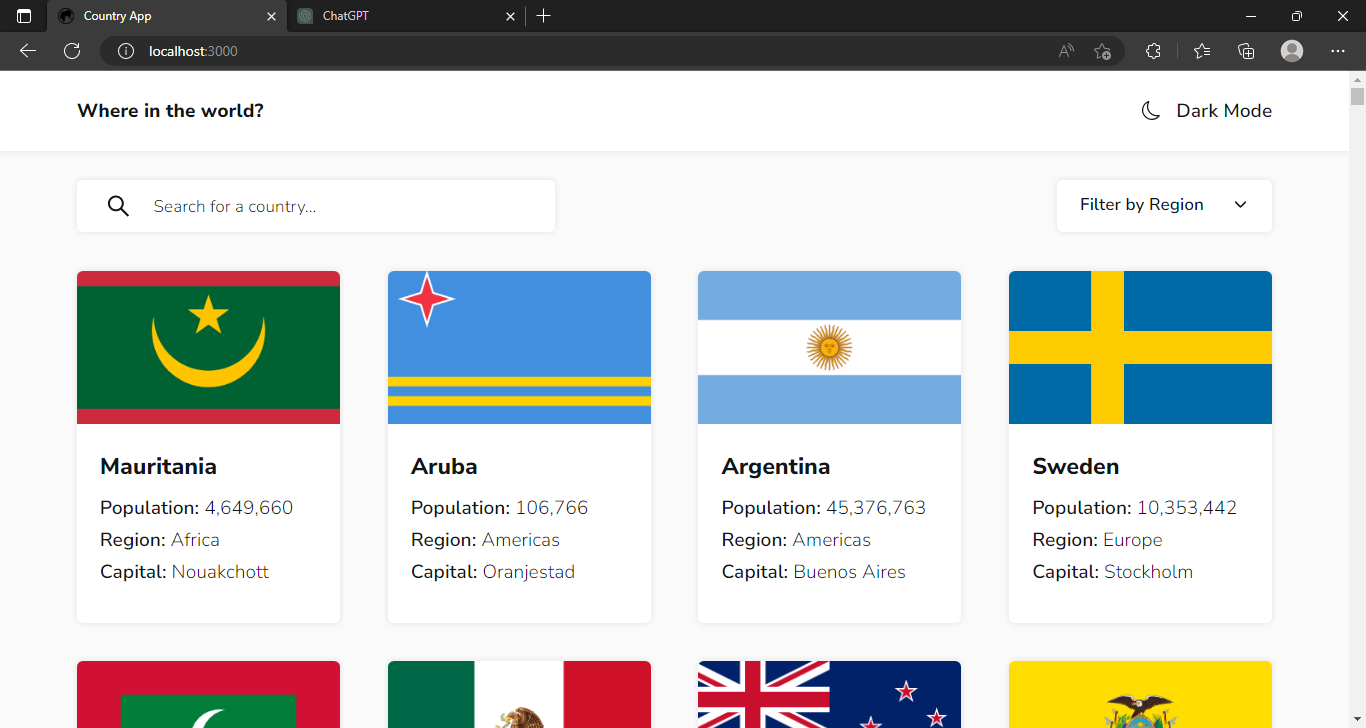 Country App
ChatGPT
localhost:3000
Where in the world?
Dark Mode
Search for a country...
Filter by Region
Mauritania
Population: 4,649,660
Region: Africa
Capital: Nouakchott
Aruba
Population: 106,766
Region: Americas
Capital: Oranjestad
Argentina
Population: 45,376,763
Region: Americas
Capital: Buenos Aires
Sweden
Population: 10,353,442
Region: Europe
Capital: Stockholm